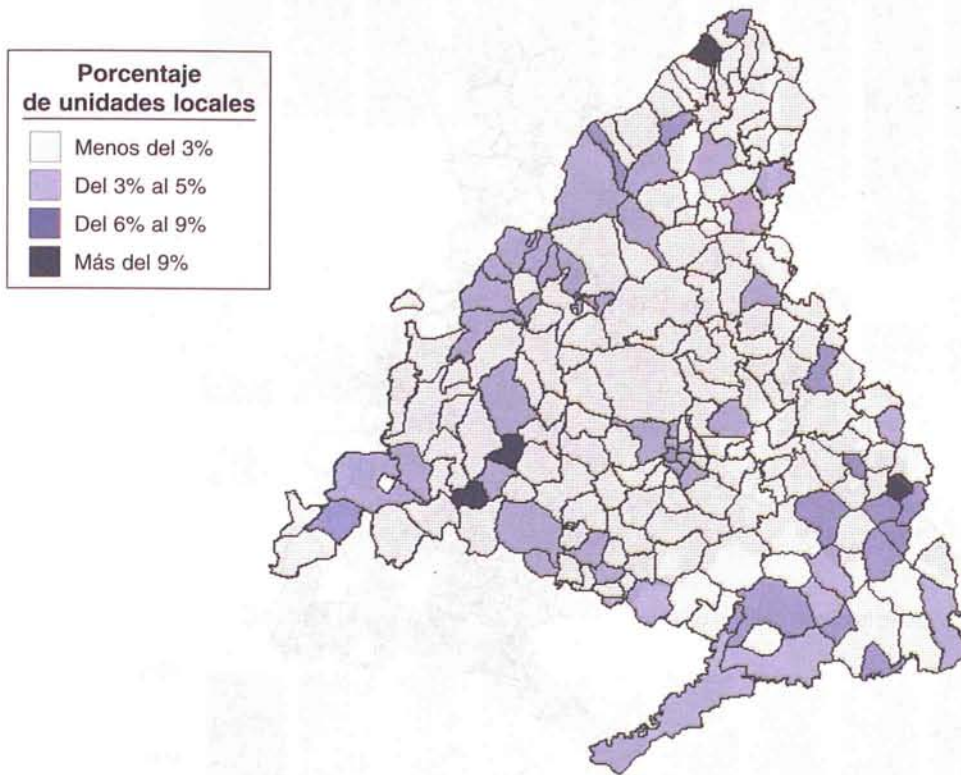 Porcentaje
de unidades locales
Menos del 3%
Del 3% al 5%
Del 6% al 9%
Más del 9%